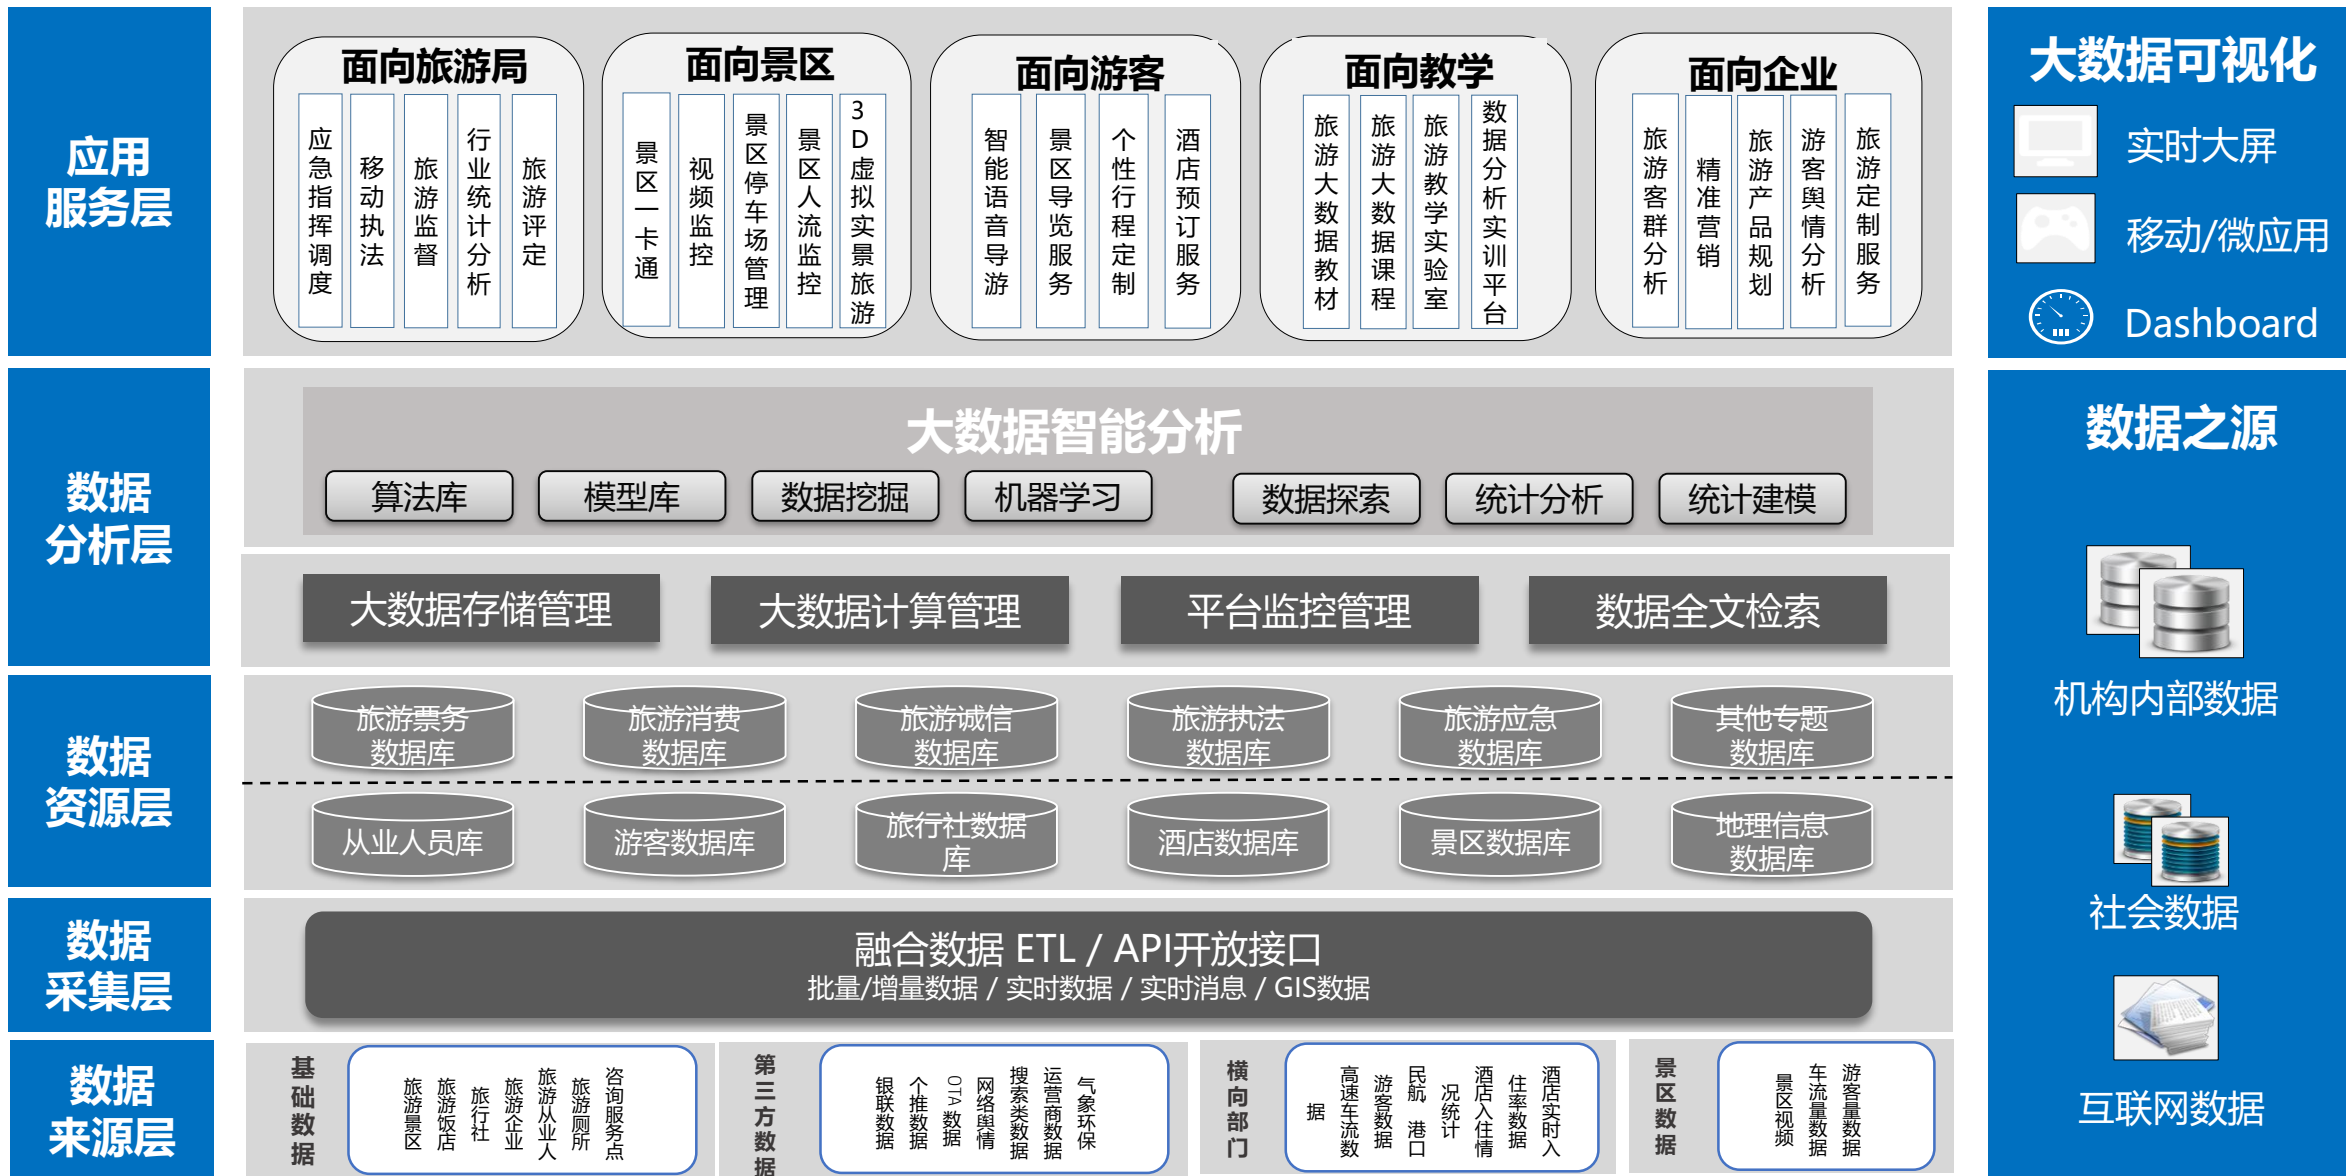 应用
服务层
面向旅游局
应急指挥调度
移动执法
旅游监督
行业统计分析
旅游评定
面向景区
景区一卡通
视频监控
景区停车场管理
景区人流监控
3D虚拟实景旅游
面向游客
智能语音导游
景区导览服务
个性行程定制
酒店预订服务
面向教学
旅游大数据教材
旅游大数据课程
旅游教学实验室
数据分析实训平台
面向企业
旅游客群分析
精准营销
旅游产品规划
游客舆情分析
旅游定制服务
大数据可视化
实时大屏
移动/微应用
Dashboard
数据
分析层
大数据智能分析
算法库
模型库
数据挖掘
机器学习
数据探索
统计分析
统计建模
大数据存储管理
大数据计算管理
平台监控管理
数据全文检索
数据
资源层
旅游票务
数据库
旅游消费
数据库
旅游诚信
数据库
旅游执法
数据库
旅游应急
数据库
其他专题
数据库
从业人员库
游客数据库
旅行社数据
库
酒店数据库
景区数据库
地理信息
数据库
数据
采集层
融合数据 ETL / API开放接口
批量/增量数据 / 实时数据 / 实时消息 / GIS数据
数据
来源层
基础数据
旅游景区
旅游饭店
旅行社
旅游企业
旅游从业人
旅游厕所
咨询服务点
第三方数据
银联数据
个推数据
OTA 数据
网络舆情
搜索类数据
运营商数据
气象环保
横向部门
酒店实时入
住率数据
酒店入住情
况统计
民航 港口
游客数据
高速车流数
据
景区数据
景区视频
车流量数据
游客量数据
数据之源
机构内部数据
社会数据
互联网数据